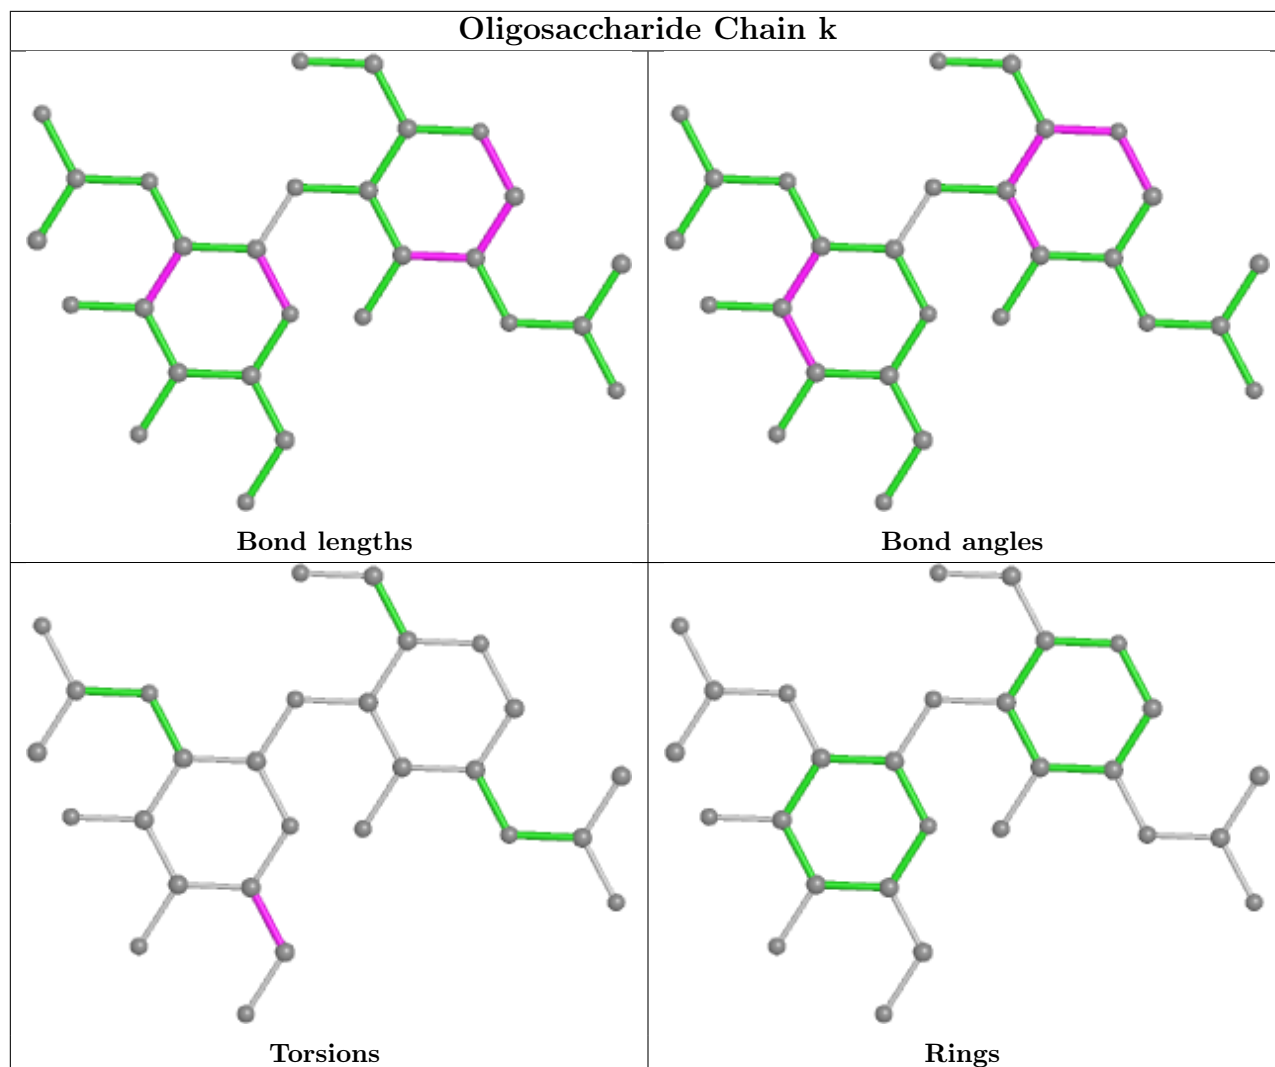 Oligosaccharide Chain k
Bond lengths
Bond angles
Torsions
Rings